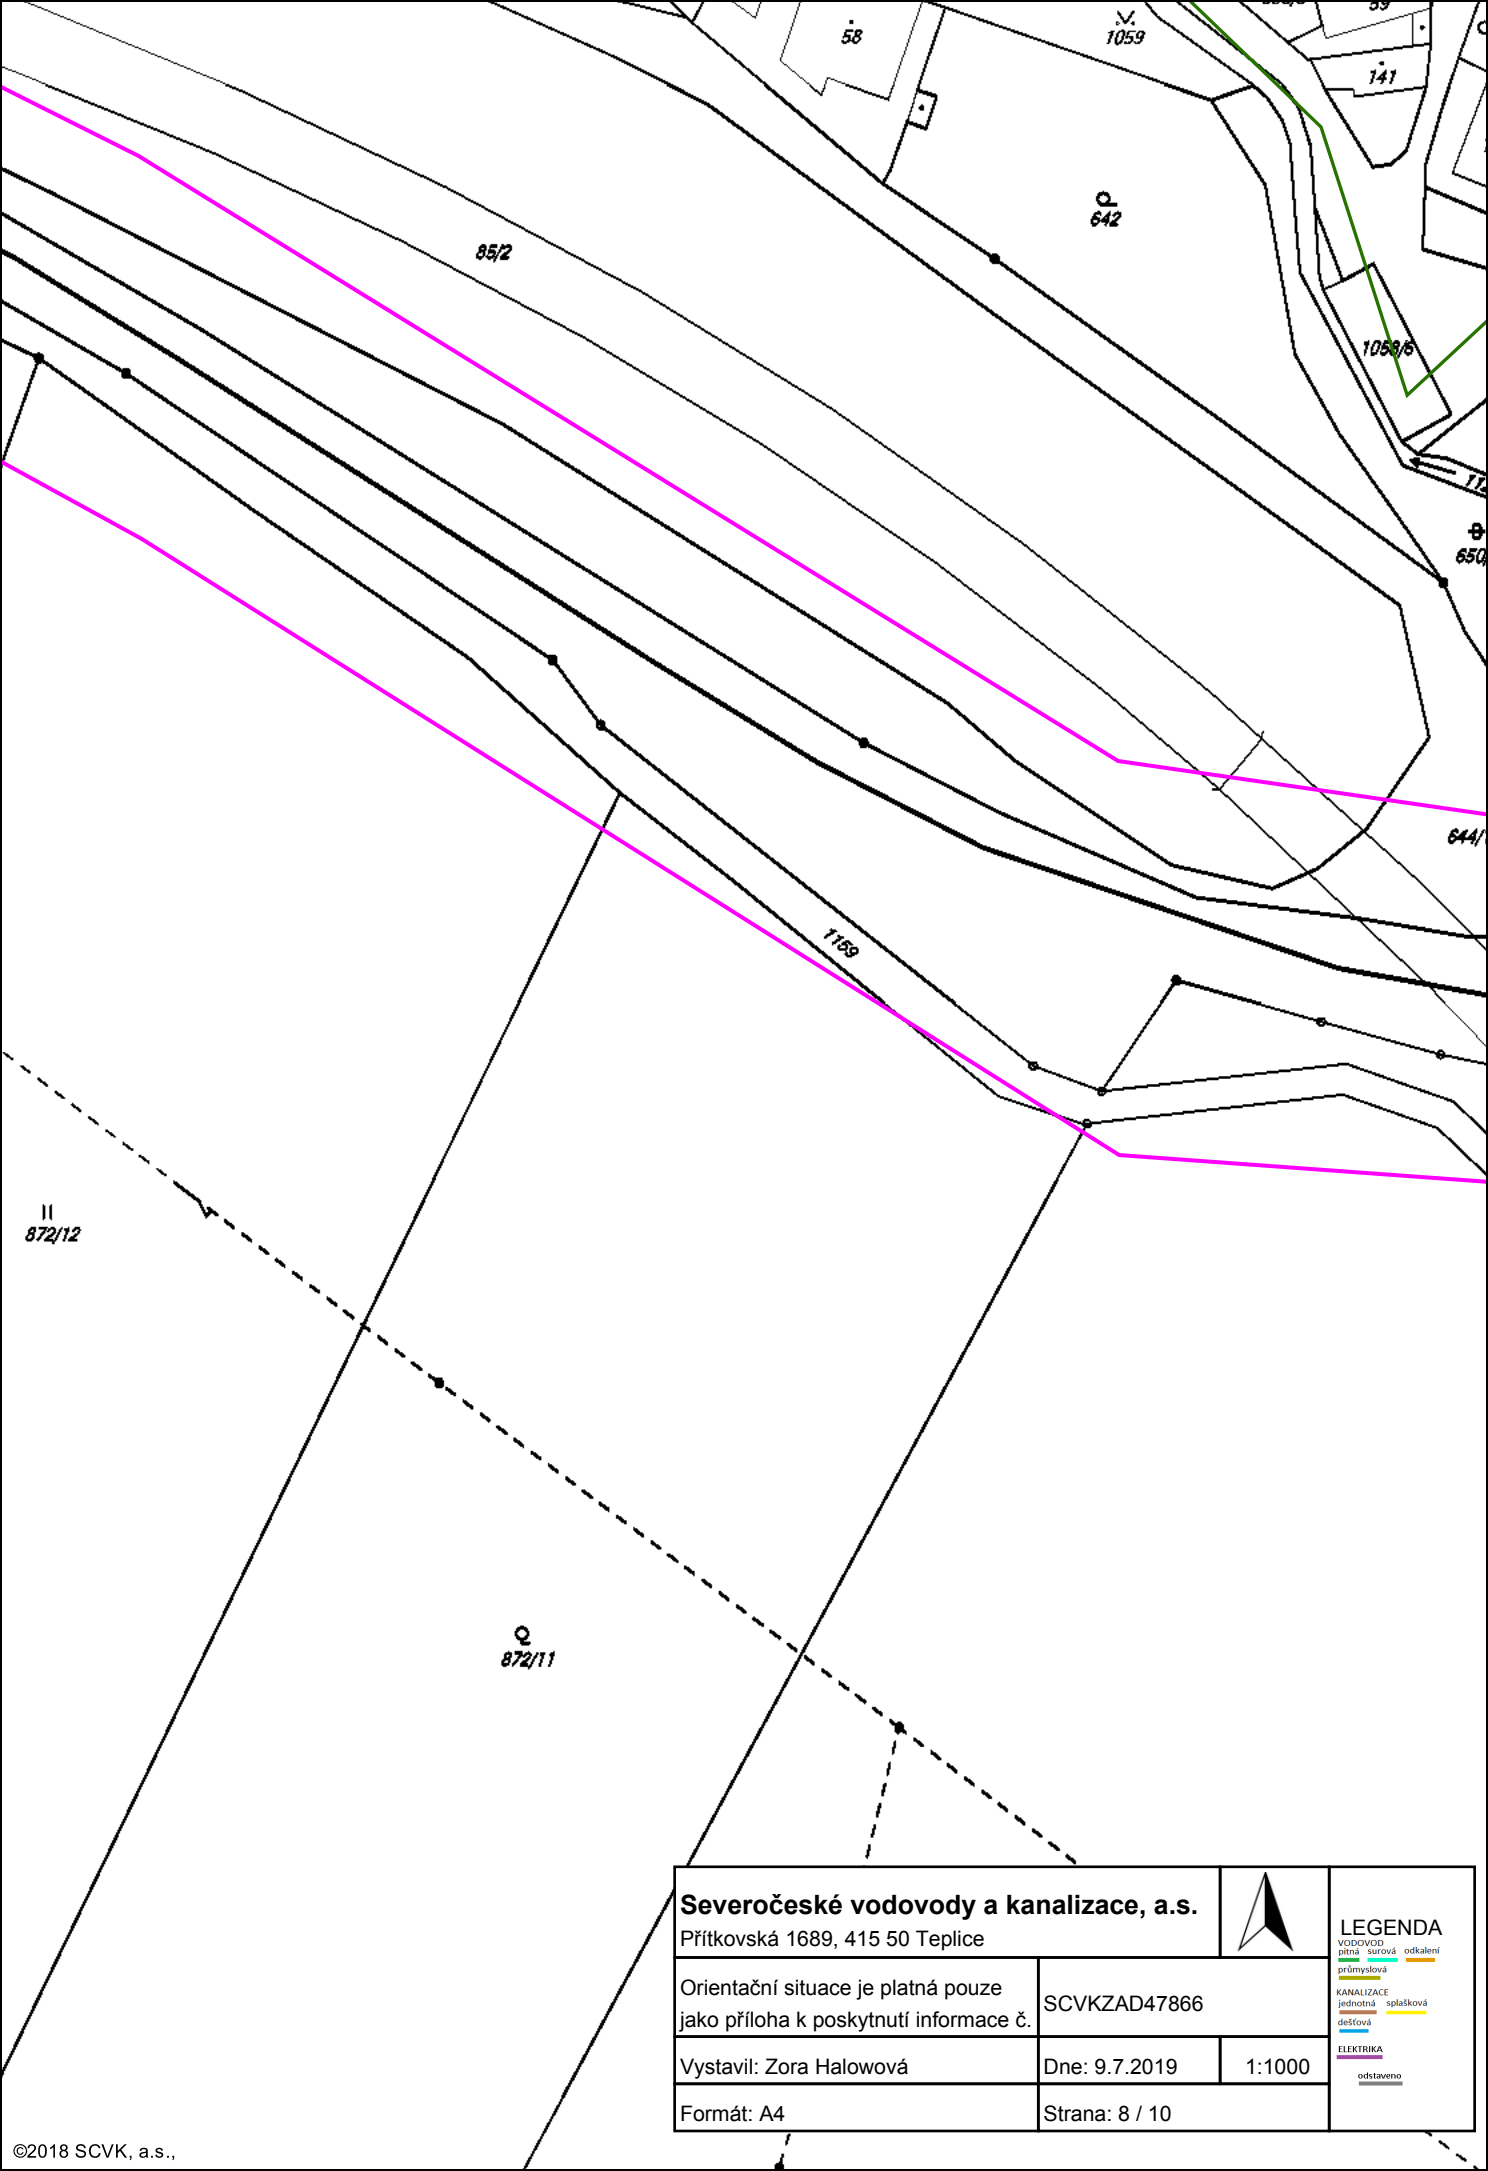 58
1059
59
141
642
85/2
1058/6
650/
644/
1159
872/12
872/11
Severočeské vodovody a kanalizace, a.s.
Přítkovská 1689, 415 50 Teplice
Orientační situace je platná pouze
jako příloha k poskytnutí informace č.
SCVKZAD47866
Vystavil: Zora Halowová
Dne: 9.7.2019
1:1000
Formát: A4
Strana: 8 / 10
LEGENDA
VODOVOD
pitná surová odkalení
průmyslová
KANALIZACE
jednotná splašková
dešťová
ELEKTRIKA
odstaveno
©2018 SCVK, a.s.,